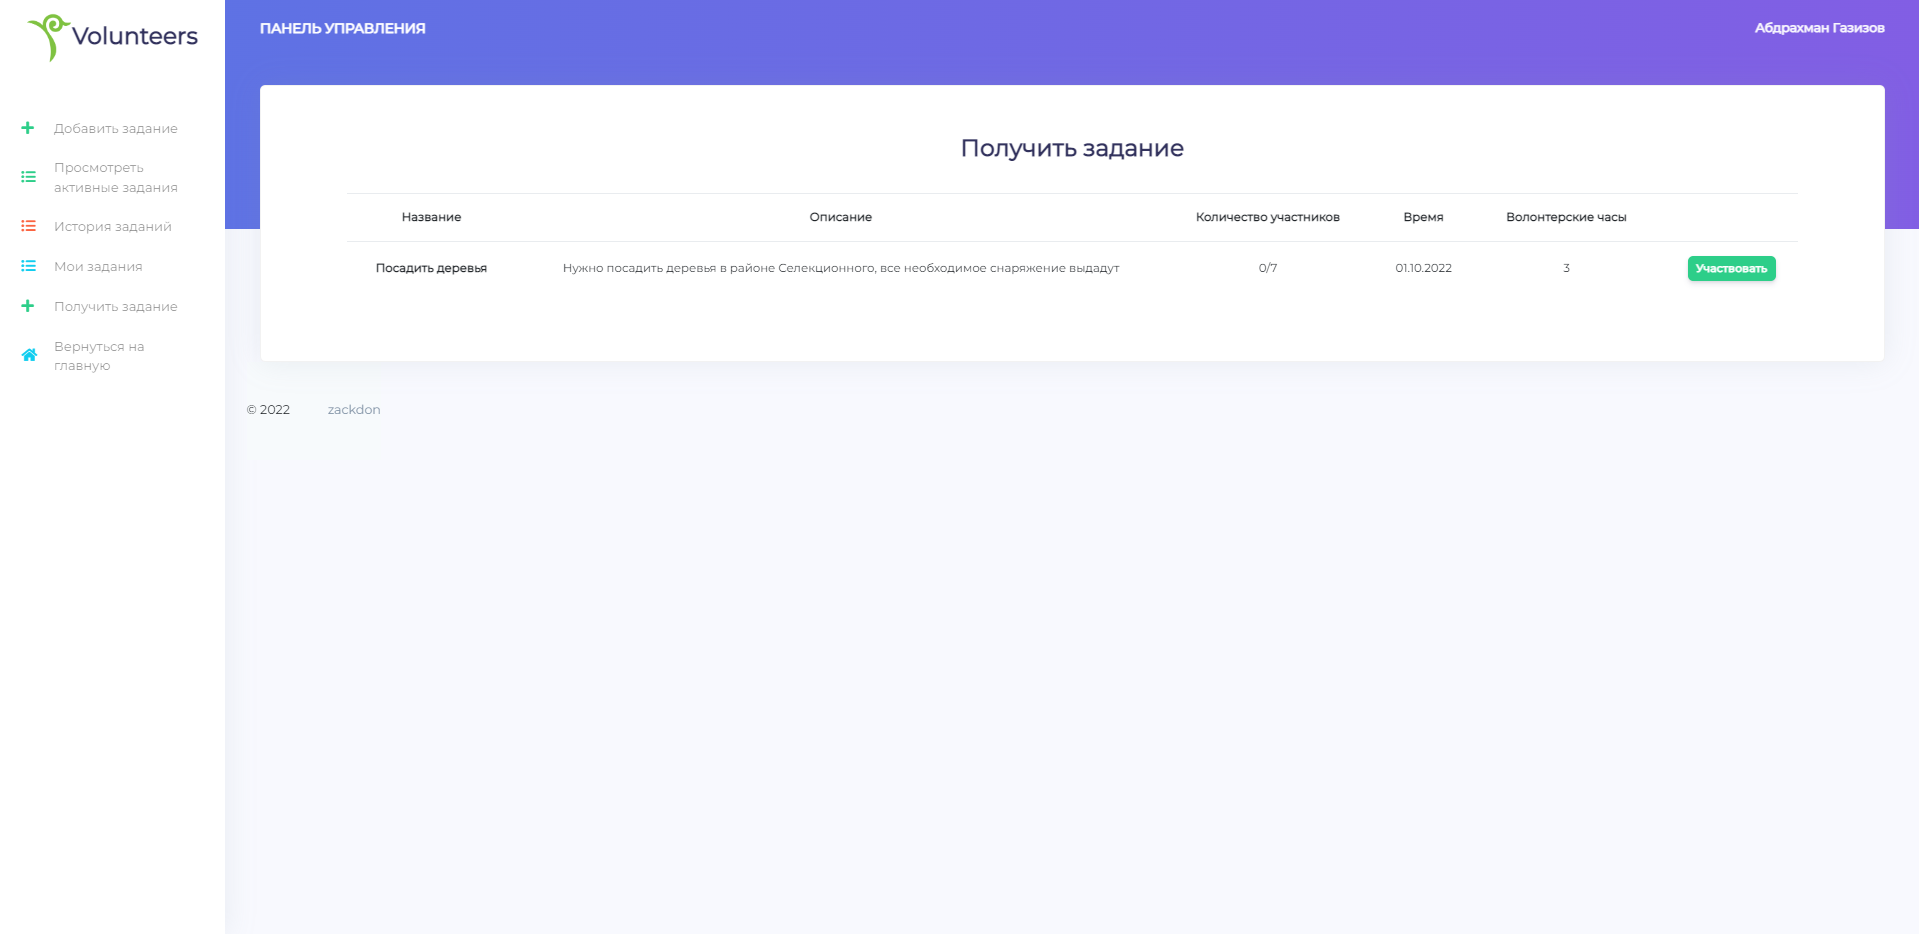 Volunteers
ПАНЕЛЬ УПРАВЛЕНИЯ
Абдрахман Газизов
Добавить задание
Просмотреть
активные задания
История заданий
Мои задания
Получить задание
Вернуться на
главную
Получить задание
Название Описание Количество участников Время Волонтерские часы
Посадить деревья Нужно посадить деревья в районе Селекционного, все необходимое снаряжение выдадут 0/7 01.10.2022 3 Участвовать
© 2022 zackdon